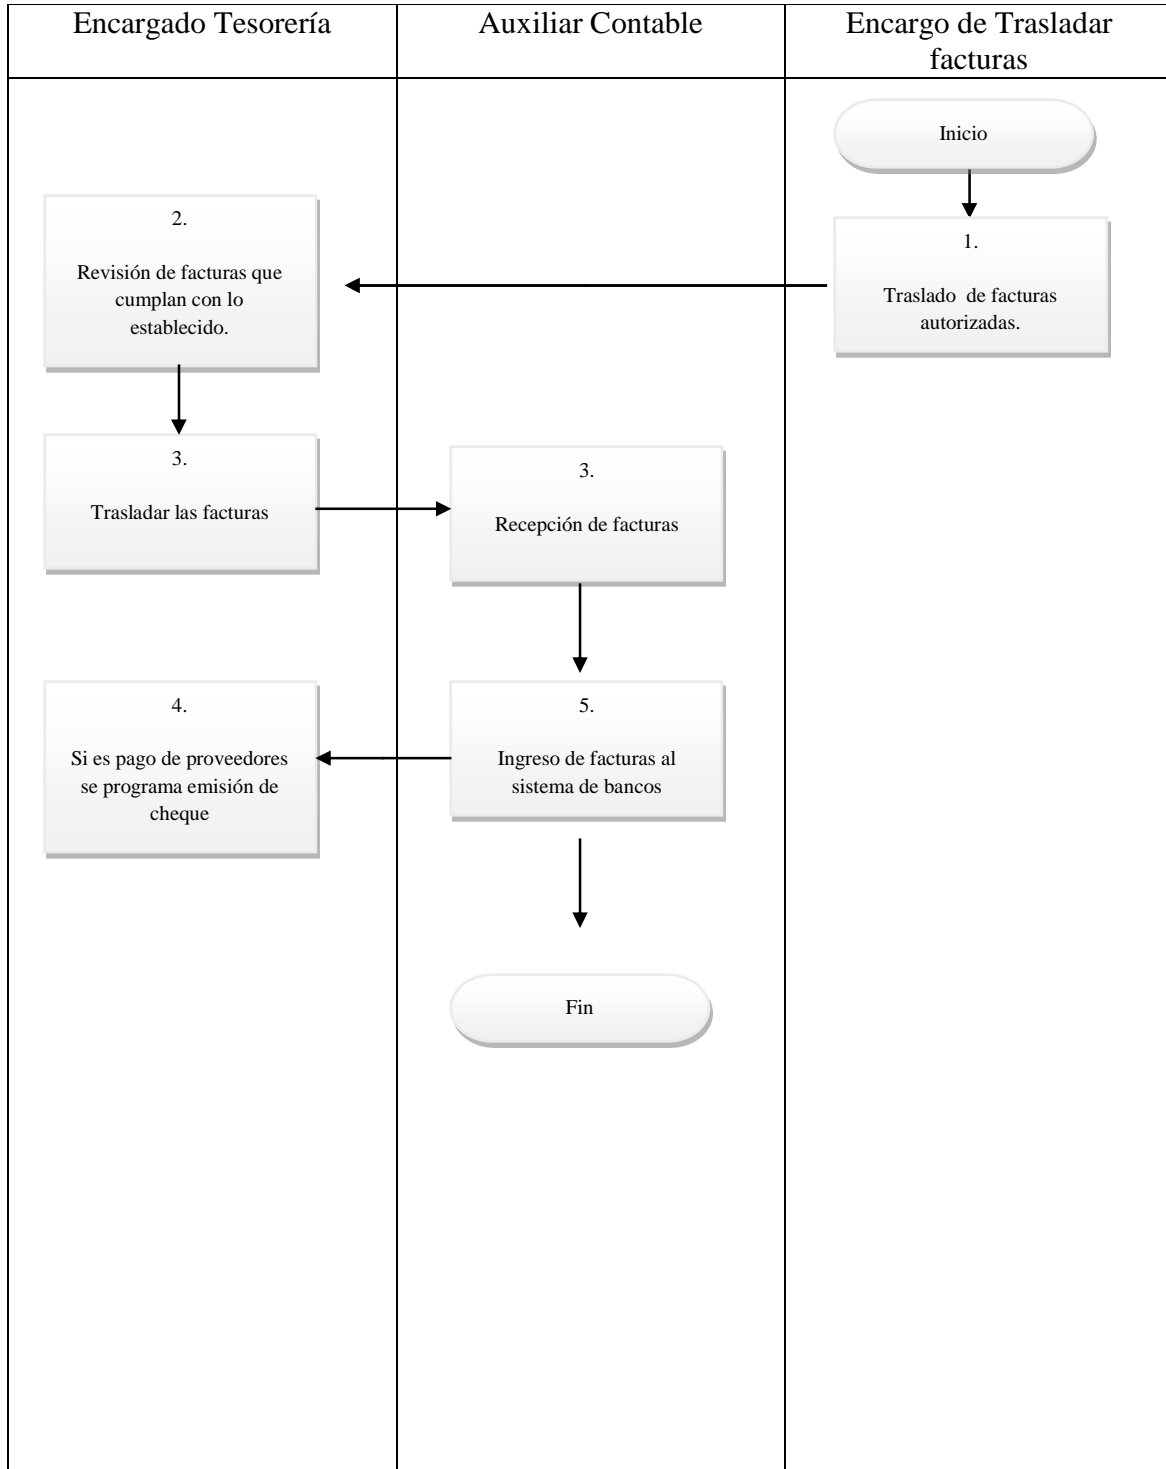 Encargado Tesorería
Auxiliar Contable
Encargo de Trasladar
facturas
Inicio
1.
Traslado de facturas
autorizadas.
2.
Revisión de facturas que
cumplan con lo
establecido.
3.
Trasladar las facturas
3.
Recepción de facturas
4.
Si es pago de proveedores
se programa emisión de
cheque
5.
Ingreso de facturas al
sistema de bancos
Fin